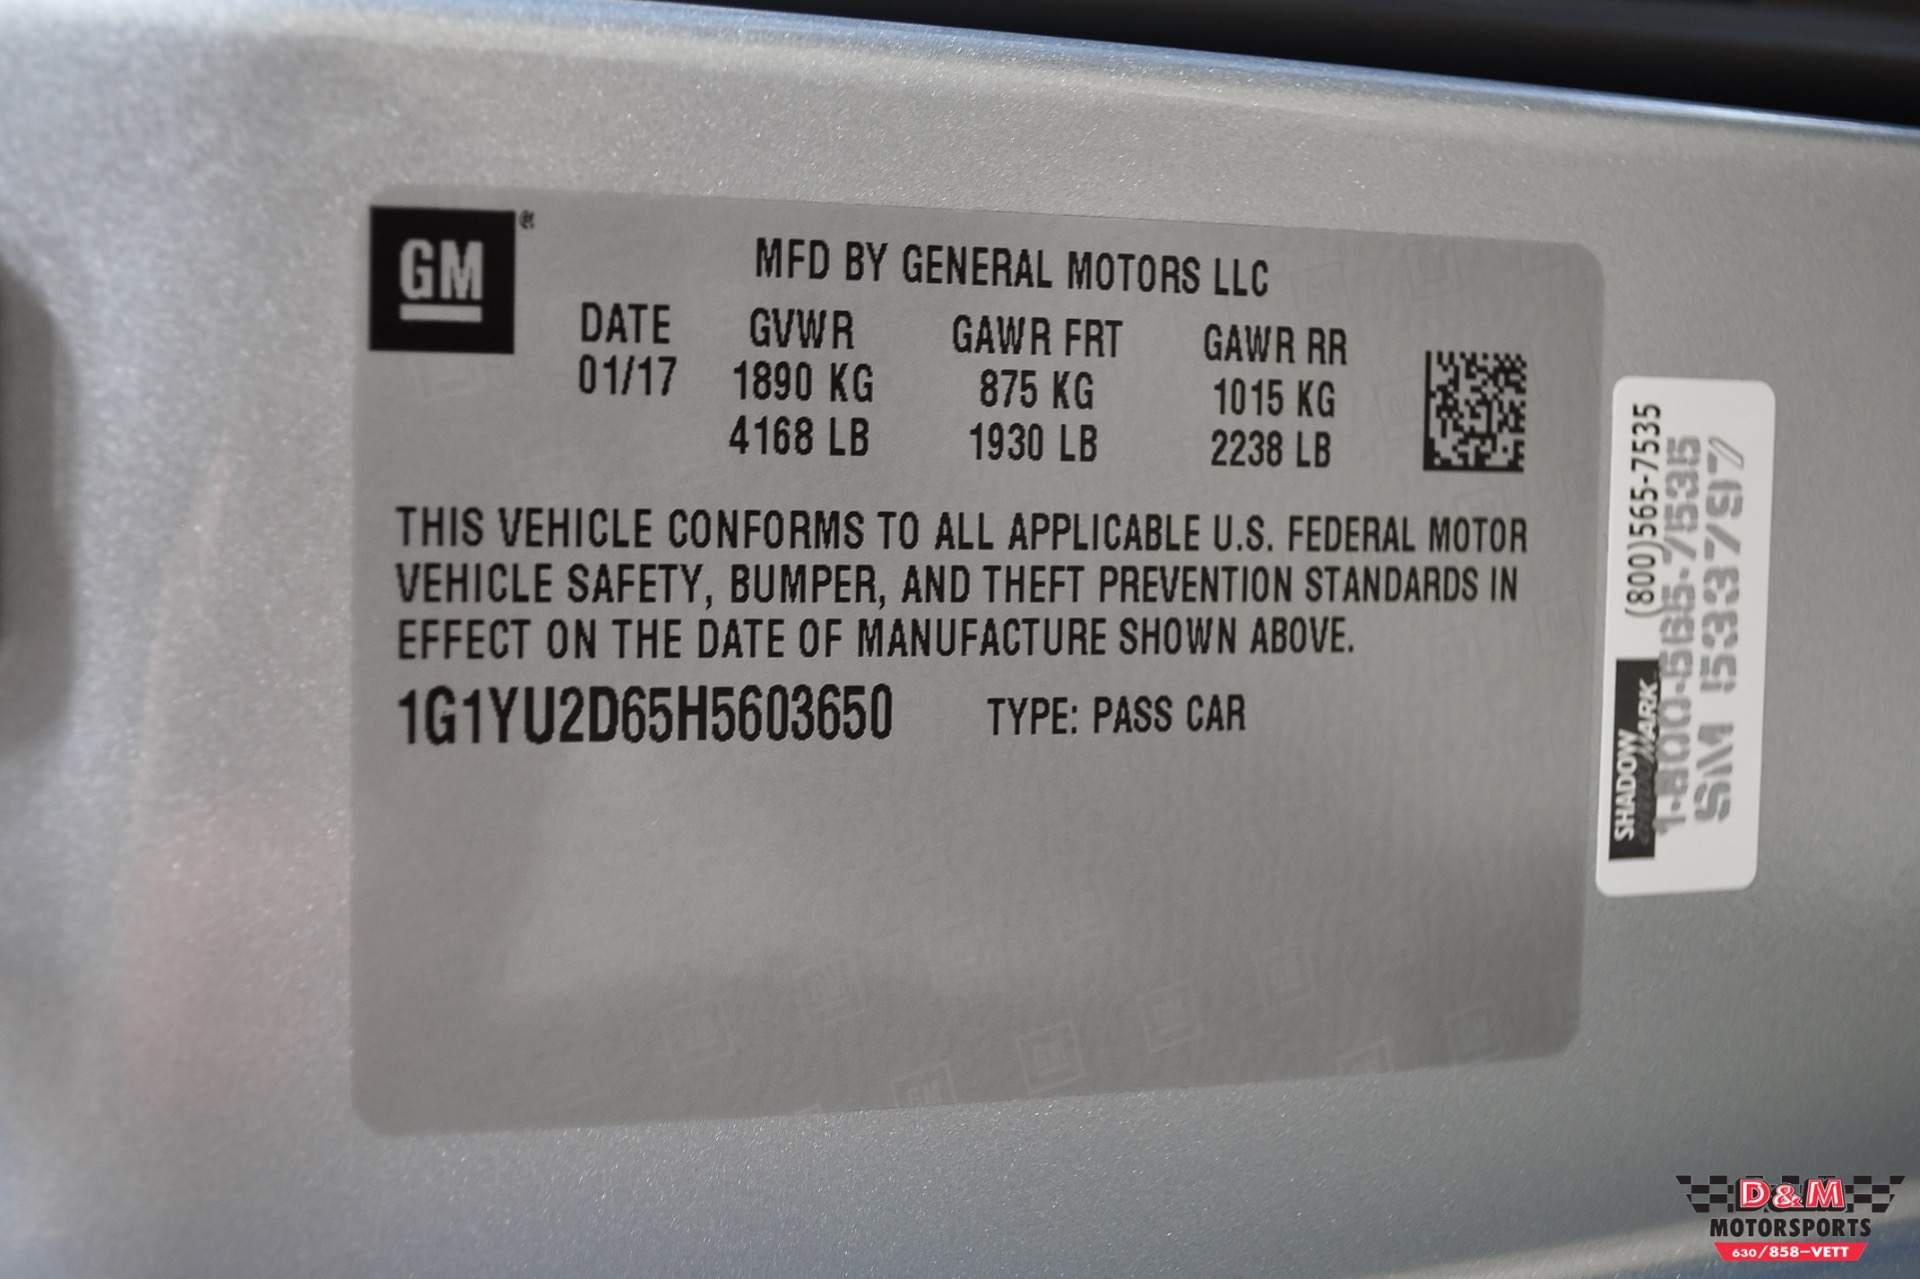 GM®
MFD BY GENERAL MOTORS LLC
DATE GVWR GAWR FRT GAWR RR
01/17 1890 KG 875 KG 1015 KG
4168 LB 1930 LB 2238 LB
THIS VEHICLE CONFORMS TO ALL APPLICABLE U.S. FEDERAL MOTOR
VEHICLE SAFETY, BUMPER, AND THEFT PREVENTION STANDARDS IN
EFFECT ON THE DATE OF MANUFACTURE SHOWN ABOVE.
1G1YU2D65H5603650 TYPE: PASS CAR
SHADOWMARK (800)565-7535
1-800-565-7535
SM 533797
D&M
MOTORSPORTS
630/858-VETT